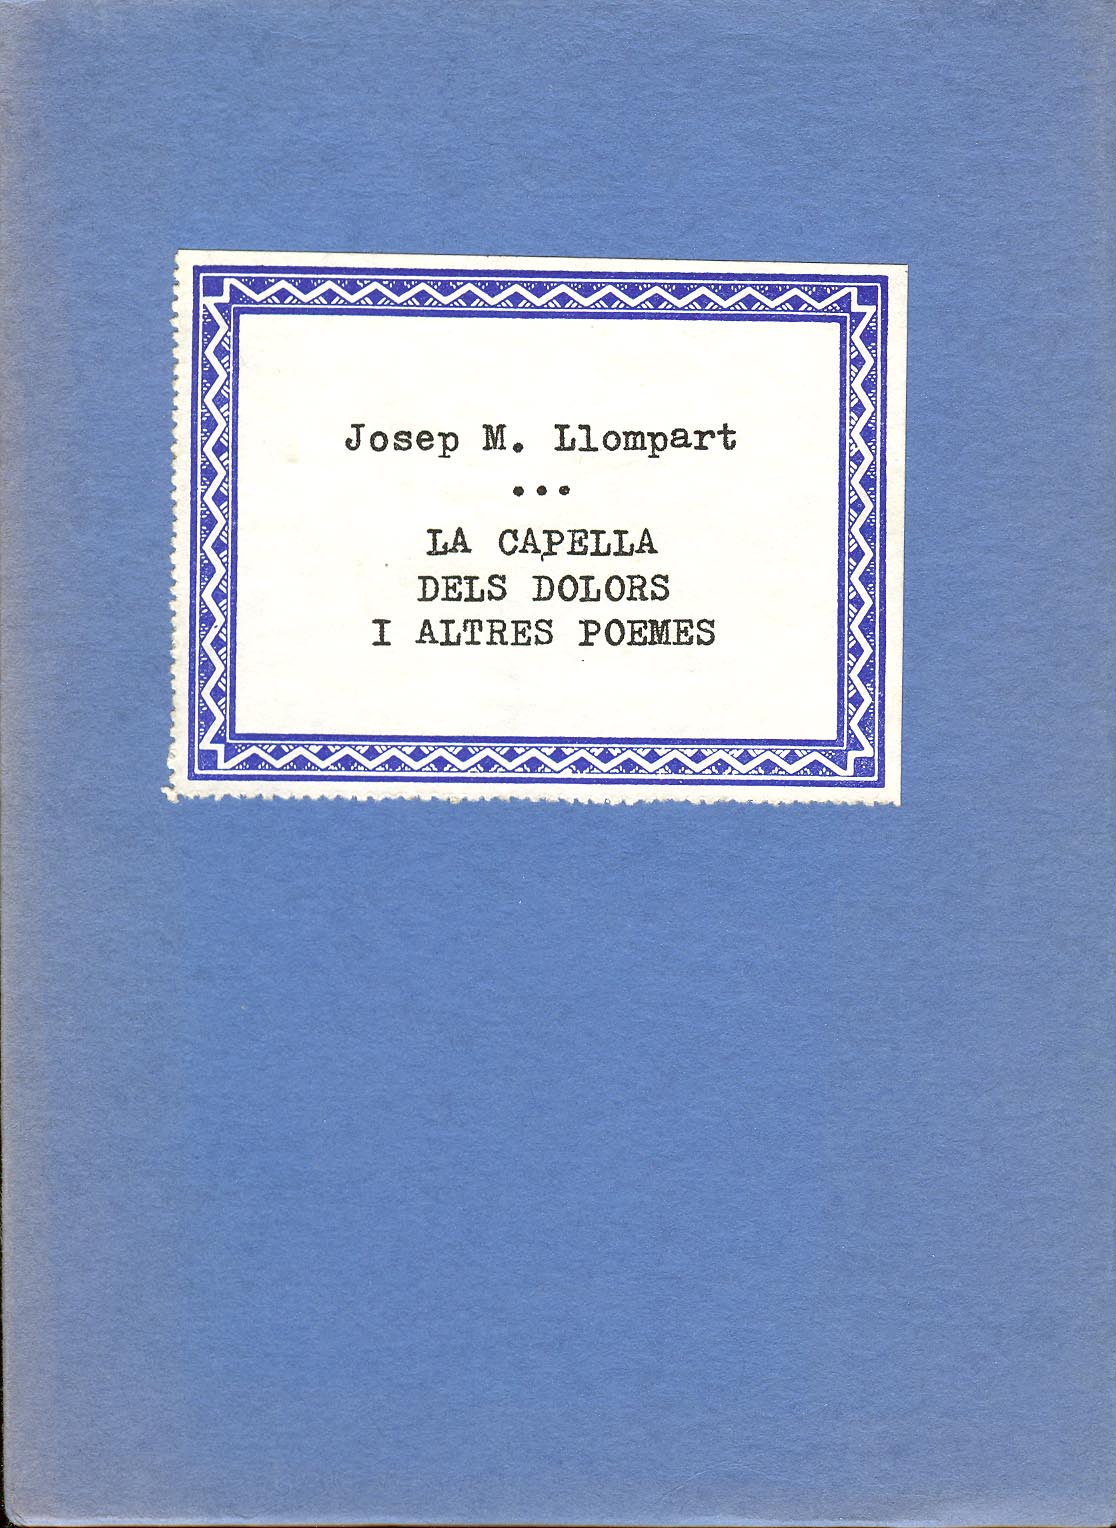 Josep M. Llompart
•••
LA CAPELLA
DELS DOLORS
I ALTRES POEMES